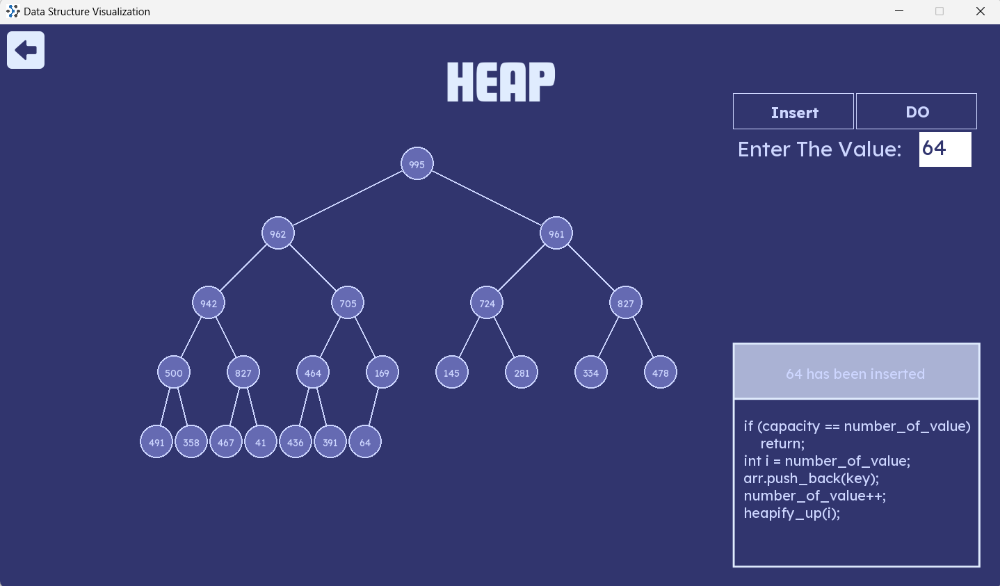 Data Structure Visualization
HEAP
Insert
DO
Enter The Value:
64
995
962
961
942
705
724
827
500
827
464
169
145
281
334
478
491
358
467
41
436
391
64
64 has been inserted
if (capacity == number_of_value)
    return;
int i = number_of_value;
arr.push_back(key);
number_of_value++;
heapify_up(i);